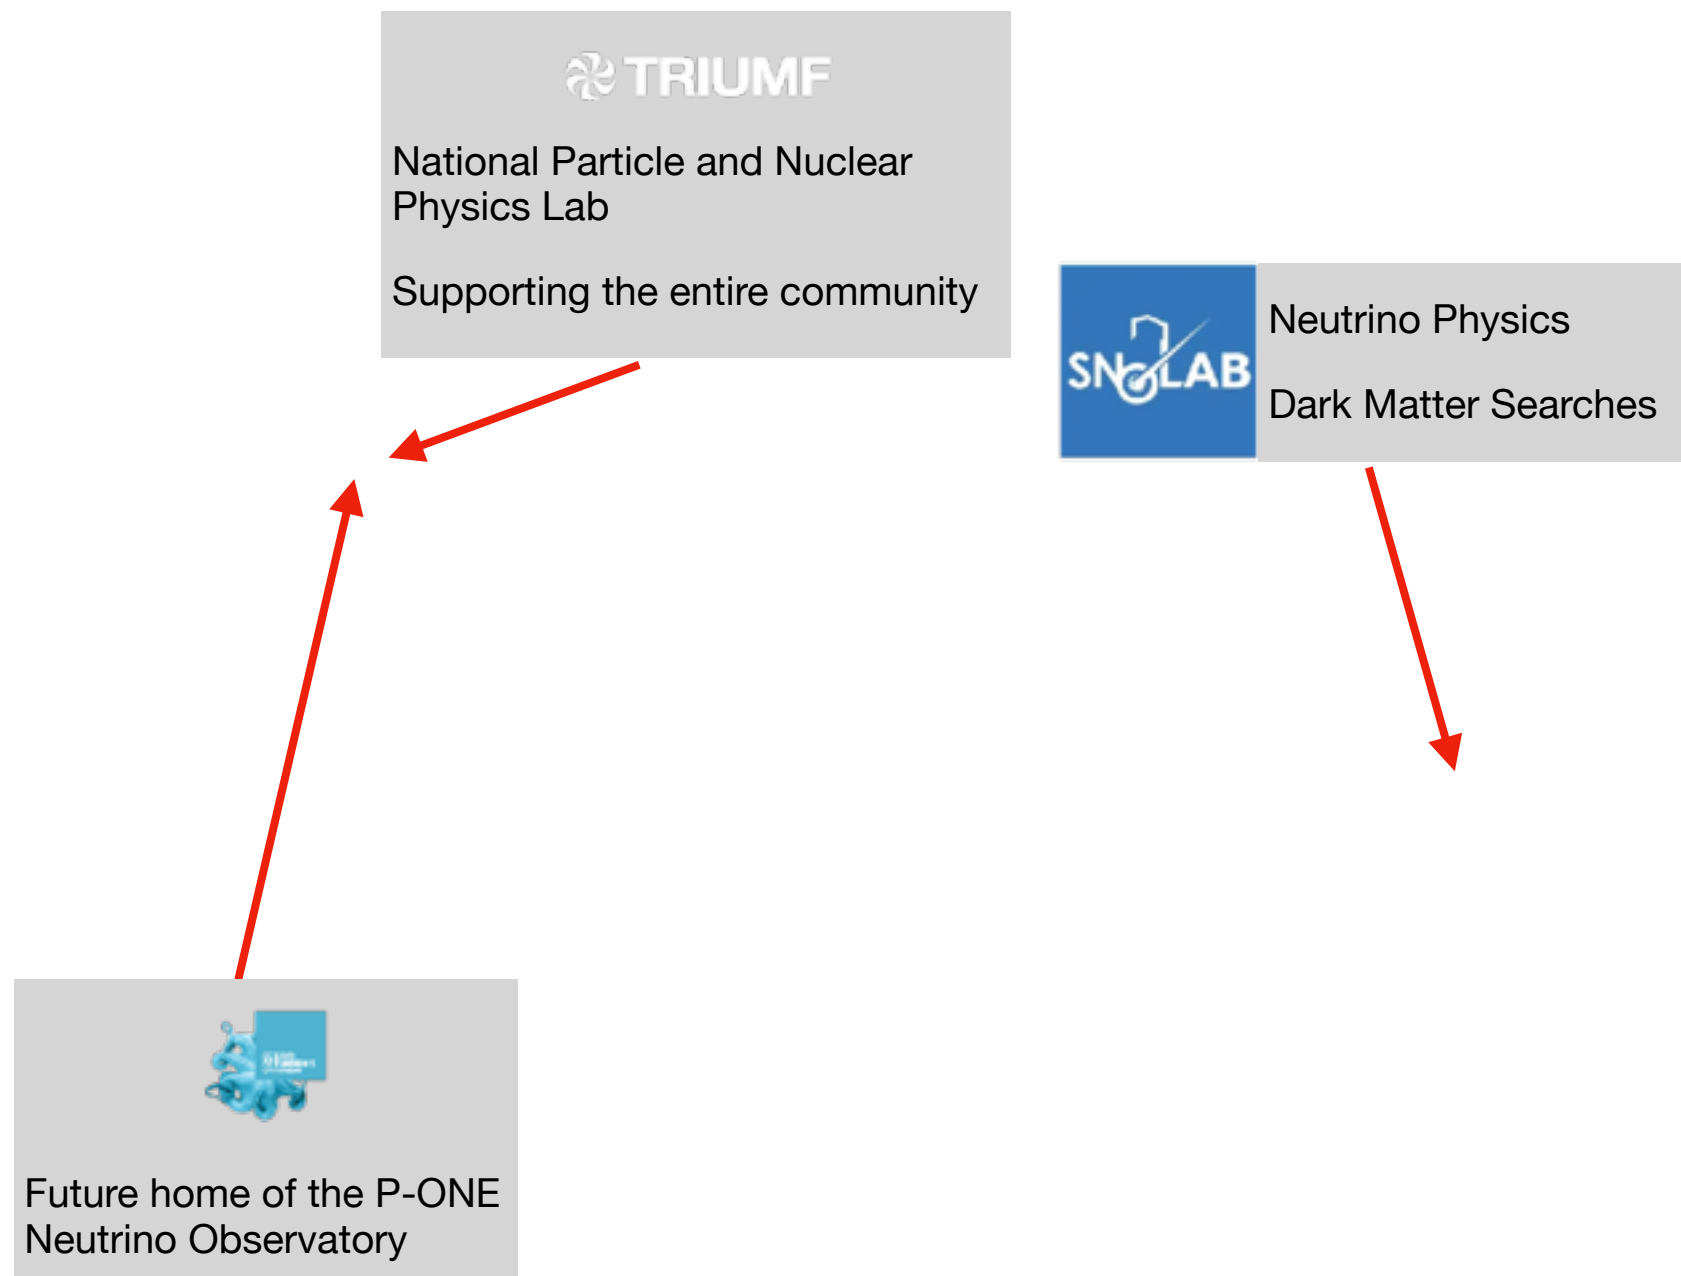 TRIUMF
National Particle and Nuclear
Physics Lab
Supporting the entire community
SNOLAB
Neutrino Physics
Dark Matter Searches
Future home of the P-ONE
Neutrino Observatory